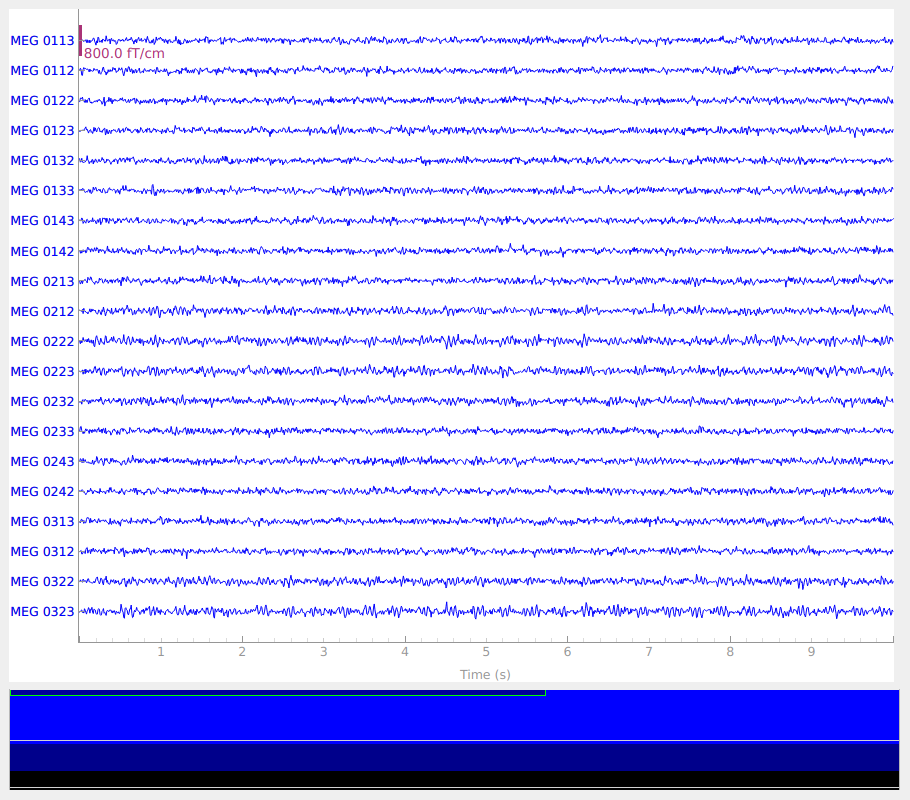 MEG 0113
800.0 fT/cm
MEG 0112
MEG 0122
MEG 0123
MEG 0132
MEG 0133
MEG 0143
MEG 0142
MEG 0213
MEG 0212
MEG 0222
MEG 0223
MEG 0232
MEG 0233
MEG 0243
MEG 0242
MEG 0313
MEG 0312
MEG 0322
MEG 0323
1 2 3 4 5 6 7 8 9
Time (s)